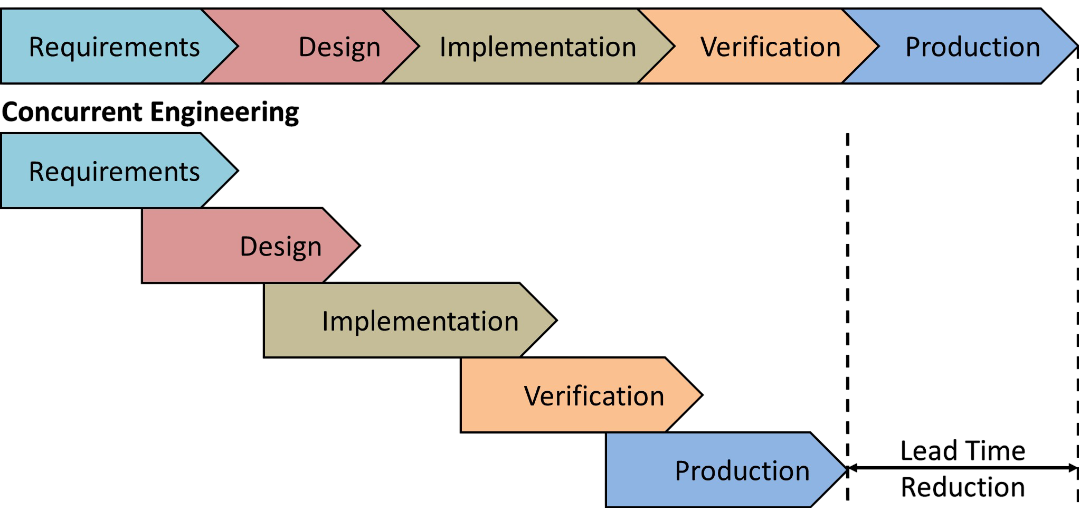 Requirements Design Implementation Verification Production
Concurrent Engineering
Requirements
Design
Implementation
Verification
Production
Lead Time
Reduction